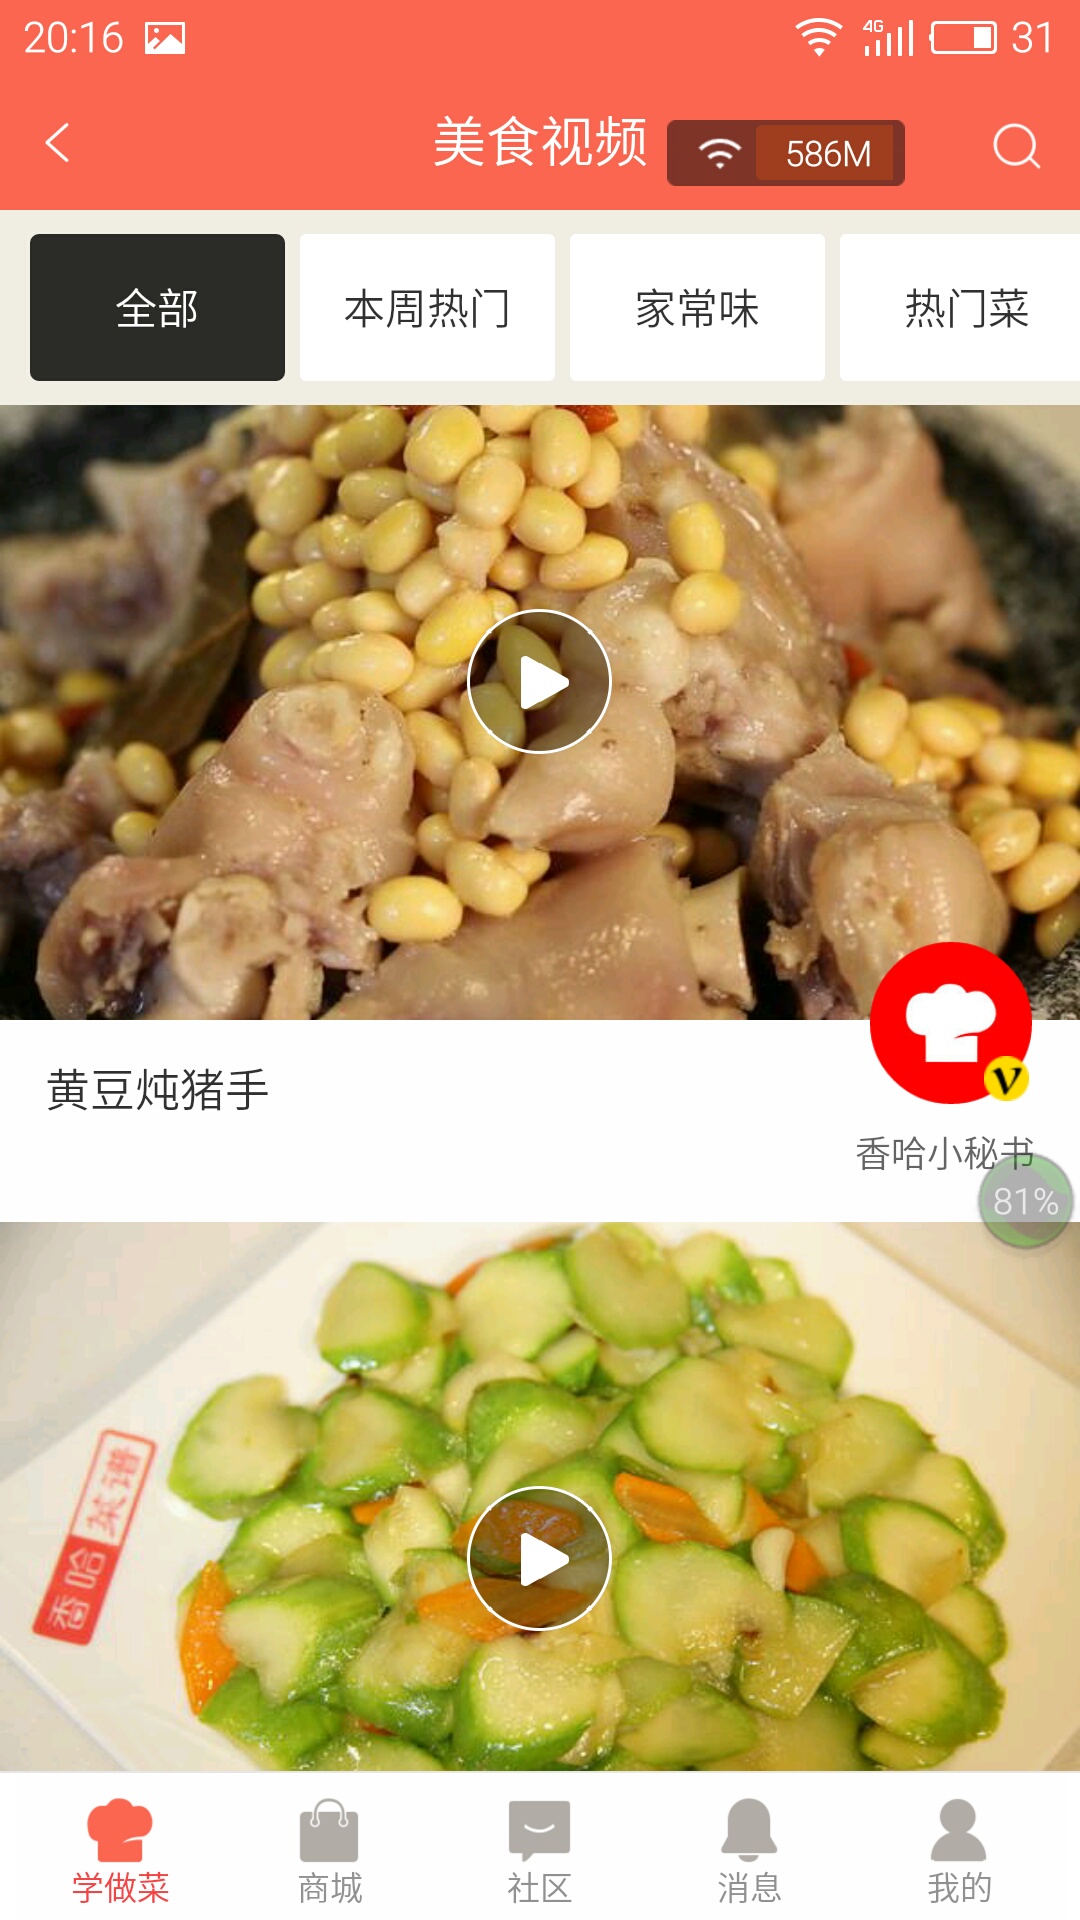 20:16 4G 31
美食视频 586M
全部 本周热门 家常味 热门菜
黄豆炖猪手
V
香哈小秘书
81%
香哈菜谱
学做菜 商城 社区 消息 我的